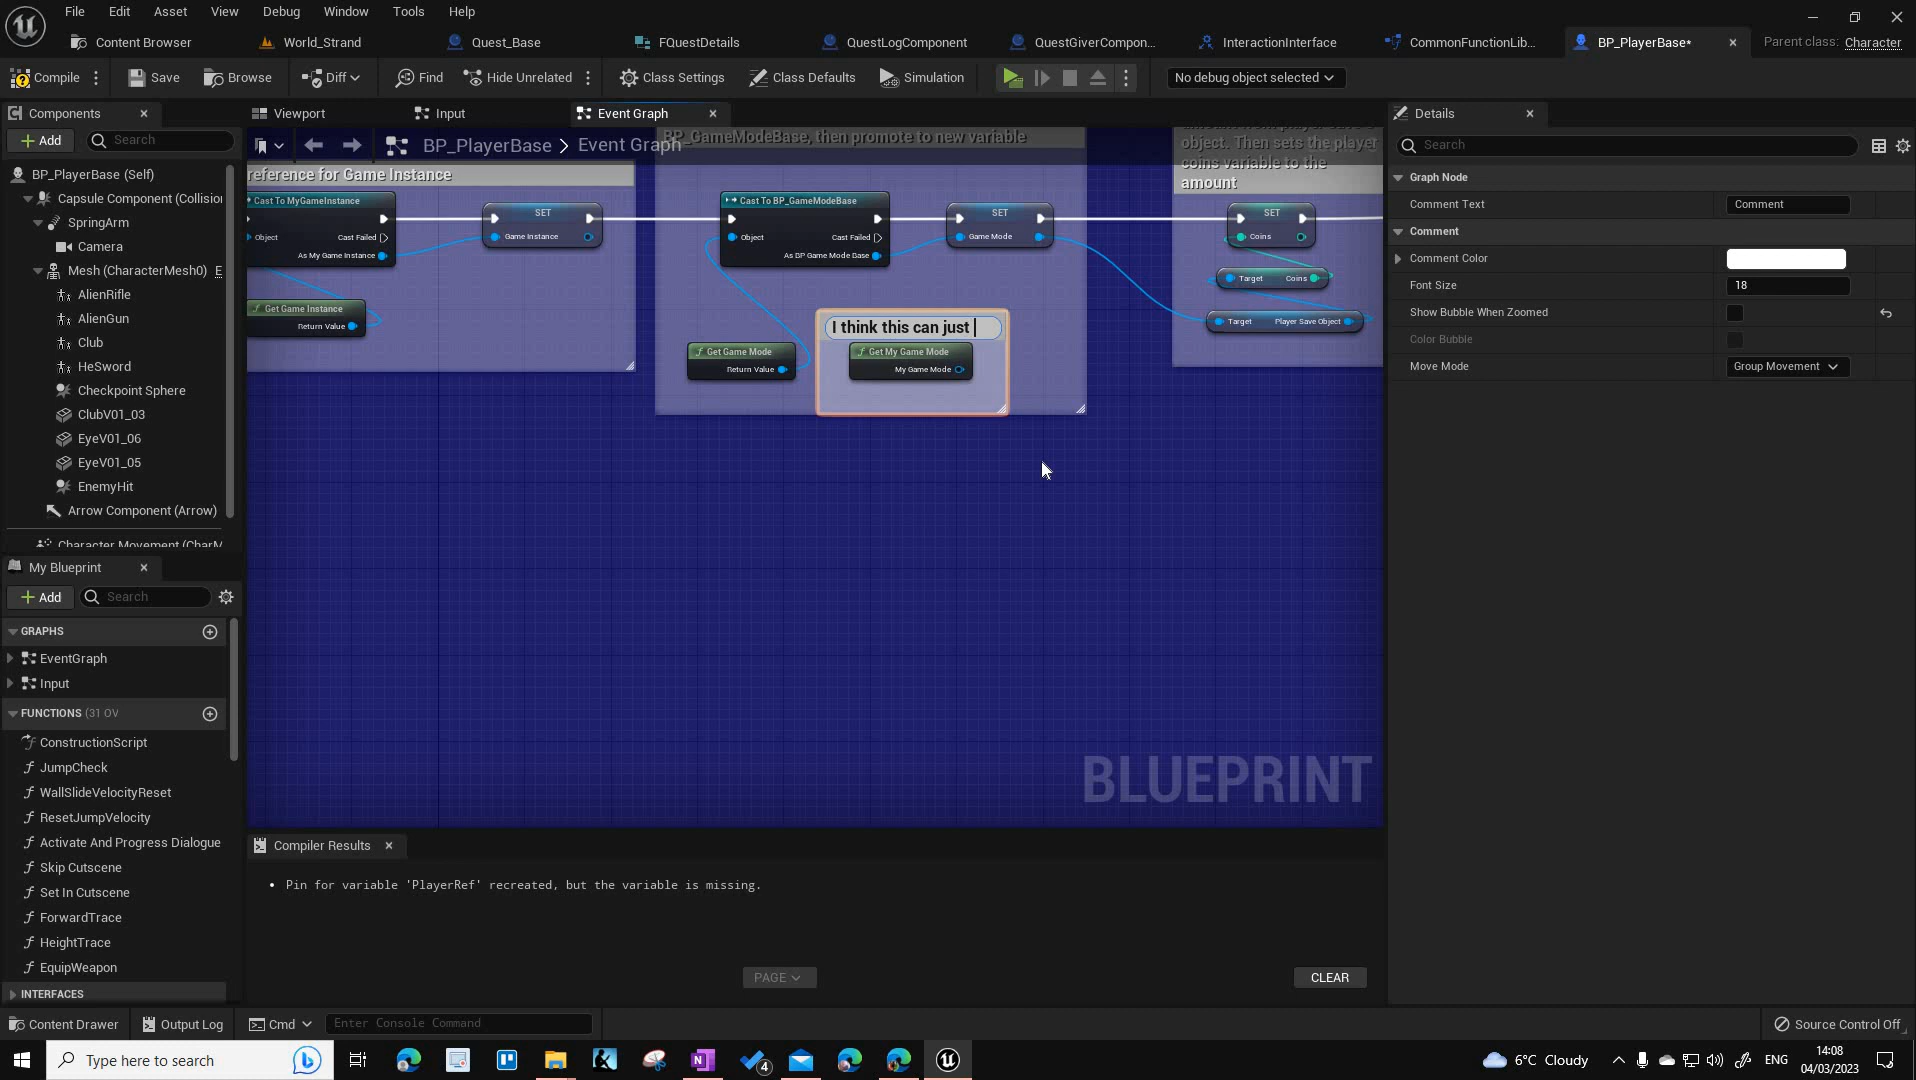 File Edit Asset View Debug Window Tools Help
Content Browser World_Strand Quest_Base FQuestDetails QuestLogComponent QuestGiverCompon... InteractionInterface CommonFunctionLib... BP_PlayerBase* Parent class: Character
Compile Save Browse Diff Find Hide Unrelated Class Settings Class Defaults Simulation No debug object selected
Components
Viewport Input Event Graph
Details
Add Search
BP_PlayerBase > Event Graph
BP_GameModeBase, then promote to new variable
object. Then sets the player
coins variable to the
amount
Search
BP_PlayerBase (Self)
Capsule Component (Collision
SpringArm
Camera
Mesh (CharacterMesh0) E
AlienRifle
AlienGun
Club
HeSword
Checkpoint Sphere
ClubV01_03
EyeV01_06
EyeV01_05
EnemyHit
Arrow Component (Arrow)
reference for Game Instance
Cast To MyGameInstance
Object Cast Failed
As My Game Instance
SET
Game Instance
Get Game Instance
Return Value
Cast To BP_GameModeBase
Object Cast Failed
As BP Game Mode Base
SET
Game Mode
I think this can just
Get Game Mode
Return Value
Get My Game Mode
My Game Mode
SET
Coins
Target Coins
Target Player Save Object
BLUEPRINT
Graph Node
Comment Text Comment
Comment
Comment Color
Font Size 18
Show Bubble When Zoomed
Color Bubble
Move Mode Group Movement
My Blueprint
Add Search
GRAPHS
EventGraph
Input
FUNCTIONS (31 OV
ConstructionScript
JumpCheck
WallSlideVelocityReset
ResetJumpVelocity
Activate And Progress Dialogue
Skip Cutscene
Set In Cutscene
ForwardTrace
HeightTrace
EquipWeapon
INTERFACES
Compiler Results
Pin for variable 'PlayerRef' recreated, but the variable is missing.
PAGE CLEAR
Content Drawer Output Log Cmd Enter Console Command Source Control Off
Type here to search 4 6°C Cloudy ENG 14:08
04/03/2023